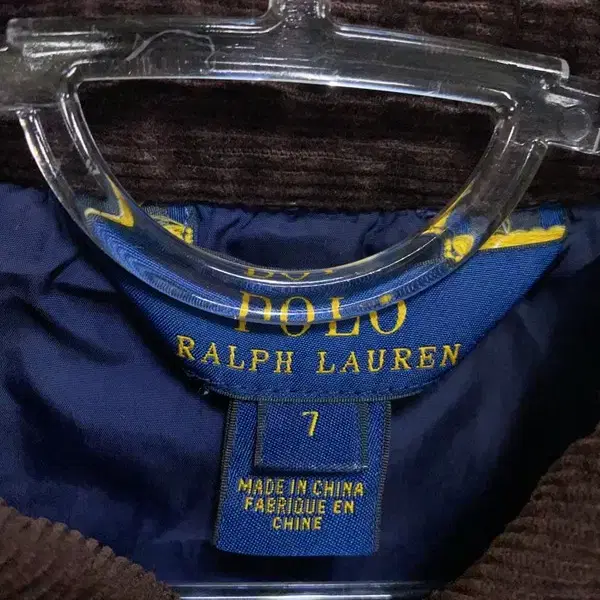 POLO
RALPH LAUREN
7
MADE IN CHINA
FABRIQUE EN
CHINE